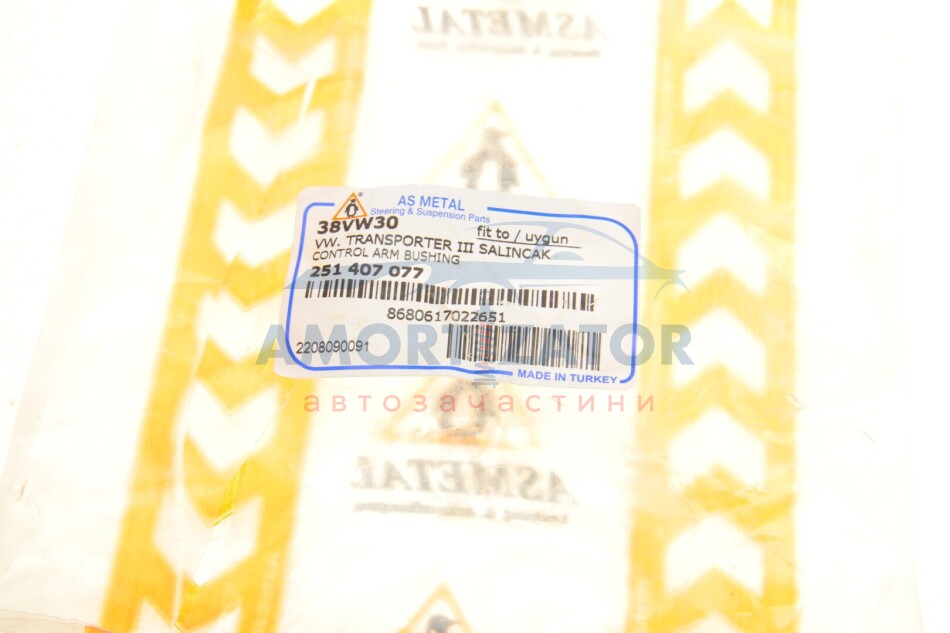 ASMETAL
AS METAL
Steering & Suspension Parts
38VW30
fit to / uygun
VW. TRANSPORTER III SALINCAK
CONTROL ARM BUSHING
251 407 077
8680617022651
AMORTIZATOR
2208090091
MADE IN TURKEY
автозачастини
ASMETAL